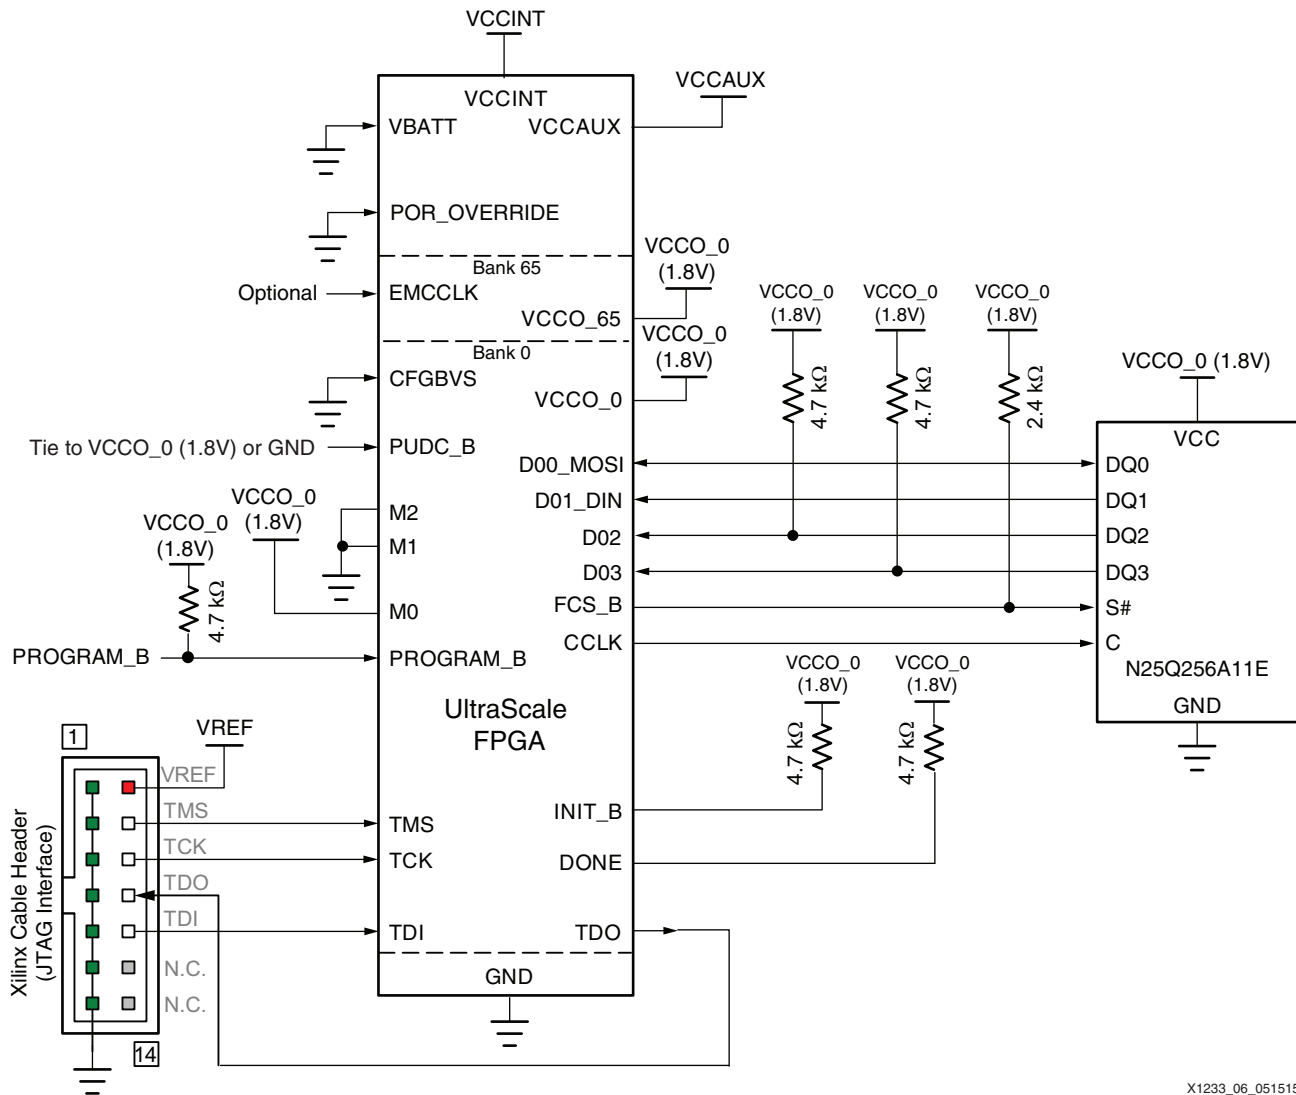 VCCINT
VCCINT
VCCAUX
VBATT
VCCAUX
POR_OVERRIDE
Bank 65
VCCO_0
(1.8V)
Optional
EMCCLK
VCCO_65
VCCO_0
(1.8V)
VCCO_0
(1.8V)
VCCO_0
(1.8V)
Bank 0
VCCO_0
(1.8V)
CFGBVS
VCCO_0
4.7 kΩ
4.7 kΩ
2.4 kΩ
VCCO_0 (1.8V)
VCC
Tie to VCCO_0 (1.8V) or GND
PUDC_B
D00_MOSI
DQ0
VCCO_0
(1.8V)
D01_DIN
DQ1
M2
VCCO_0
(1.8V)
M1
D02
DQ2
D03
DQ3
4.7 kΩ
M0
FCS_B
S#
CCLK
C
PROGRAM_B
PROGRAM_B
VCCO_0
(1.8V)
VCCO_0
(1.8V)
N25Q256A11E
GND
UltraScale
FPGA
4.7 kΩ
4.7 kΩ
1
VREF
VREF
TMS
TMS
INIT_B
TCK
TCK
DONE
TDO
TDI
TDI
TDO
N.C.
N.C.
GND
14
Xilinx Cable Header
(JTAG Interface)
X1233_06_051515